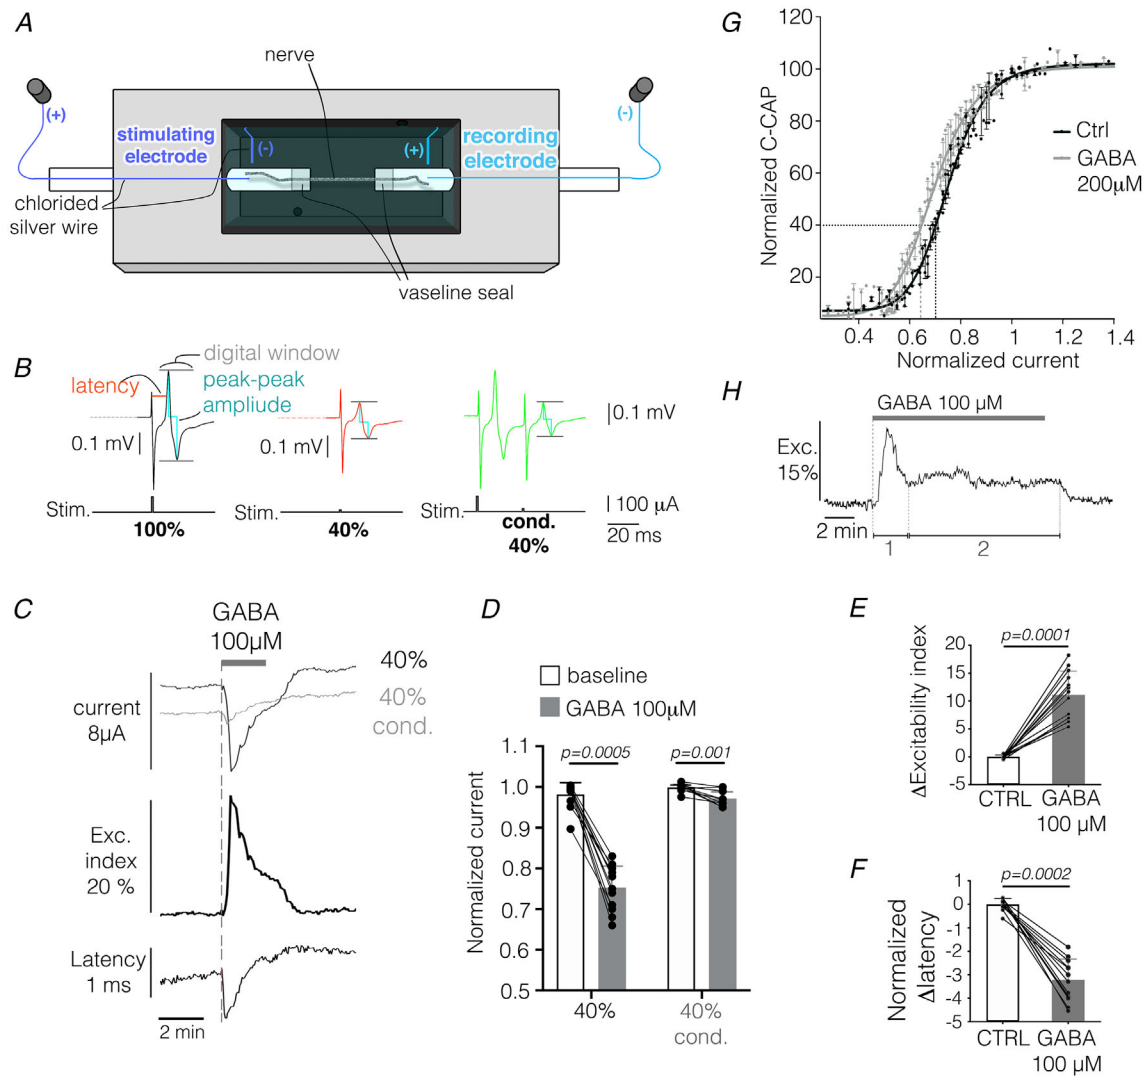 A
nerve
(+)
stimulating
electrode
(-)
(+)
recording
electrode
(-)
chlorided
silver wire
vaseline seal
B
digital window
latency
peak-peak
ampliude
0.1 mV
0.1 mV
0.1 mV
Stim.
100%
Stim.
40%
Stim.
cond.
40%
100 µA
20 ms
C
GABA
100µM
40%
40%
cond.
current
8µA
Exc.
index
20 %
Latency
1 ms
2 min
D
baseline
GABA 100µM
p=0.0005
p=0.001
Normalized current
1.1
1.0
0.9
0.8
0.7
0.6
0.5
40%
40%
cond.
G
Normalized C-CAP
120
100
80
60
40
20
Ctrl
GABA
200µM
0.4
0.6
0.8
1
1.2
1.4
Normalized current
H
GABA 100 µM
Exc.
15%
2 min
1
2
E
ΔExcitability index
p=0.0001
20
15
10
5
0
-5
CTRL
GABA
100 µM
F
Normalized
Δlatency
p=0.0002
1
0
-1
-2
-3
-4
-5
CTRL
GABA
100 µM